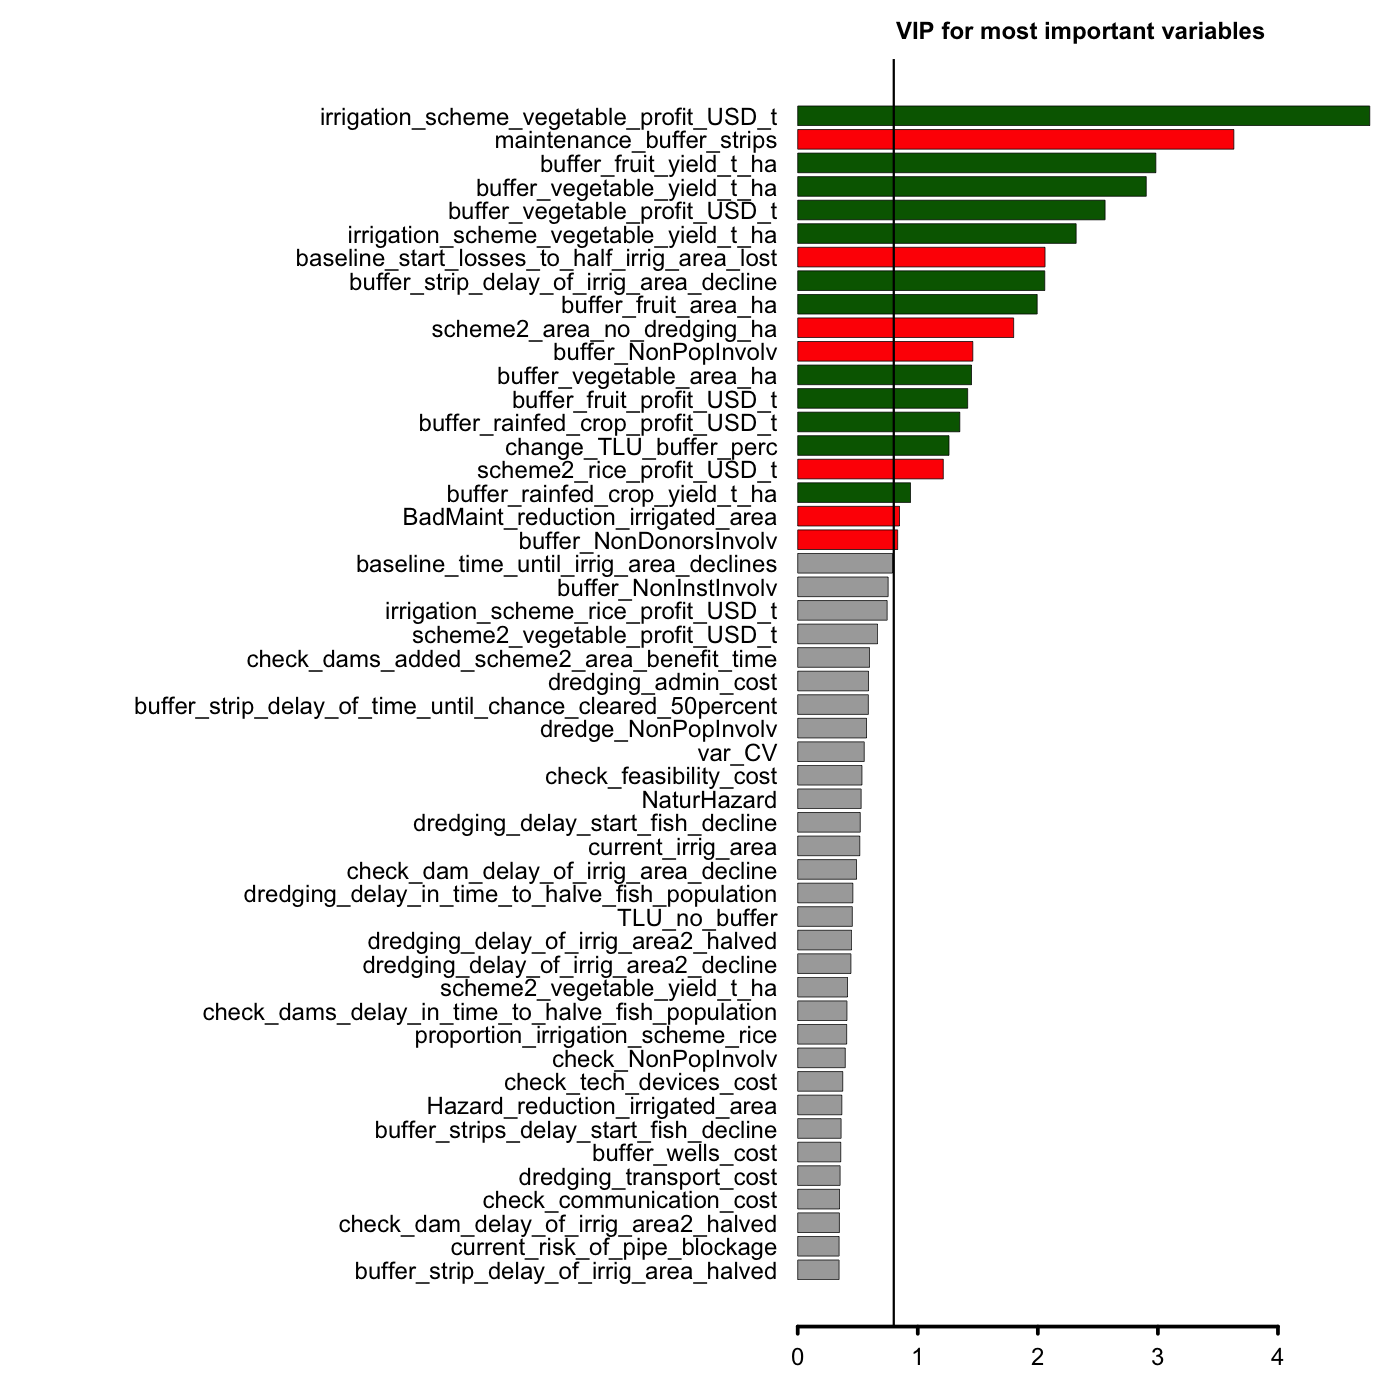 VIP for most important variables
irrigation_scheme_vegetable_profit_USD_t
maintenance_buffer_strips
buffer_fruit_yield_t_ha
buffer_vegetable_yield_t_ha
buffer_vegetable_profit_USD_t
irrigation_scheme_vegetable_yield_t_ha
baseline_start_losses_to_half_irrig_area_lost
buffer_strip_delay_of_irrig_area_decline
buffer_fruit_area_ha
scheme2_area_no_dredging_ha
buffer_NonPopInvolv
buffer_vegetable_area_ha
buffer_fruit_profit_USD_t
buffer_rainfed_crop_profit_USD_t
change_TLU_buffer_perc
scheme2_rice_profit_USD_t
buffer_rainfed_crop_yield_t_ha
BadMaint_reduction_irrigated_area
buffer_NonDonorsInvolv
baseline_time_until_irrig_area_declines
buffer_NonInstInvolv
irrigation_scheme_rice_profit_USD_t
scheme2_vegetable_profit_USD_t
check_dams_added_scheme2_area_benefit_time
dredging_admin_cost
buffer_strip_delay_of_time_until_chance_cleared_50percent
dredge_NonPopInvolv
var_CV
check_feasibility_cost
NaturHazard
dredging_delay_start_fish_decline
current_irrig_area
check_dam_delay_of_irrig_area_decline
dredging_delay_in_time_to_halve_fish_population
TLU_no_buffer
dredging_delay_of_irrig_area2_halved
dredging_delay_of_irrig_area2_decline
scheme2_vegetable_yield_t_ha
check_dams_delay_in_time_to_halve_fish_population
proportion_irrigation_scheme_rice
check_NonPopInvolv
check_tech_devices_cost
Hazard_reduction_irrigated_area
buffer_strips_delay_start_fish_decline
buffer_wells_cost
dredging_transport_cost
check_communication_cost
check_dam_delay_of_irrig_area2_halved
current_risk_of_pipe_blockage
buffer_strip_delay_of_irrig_area_halved
0 1 2 3 4